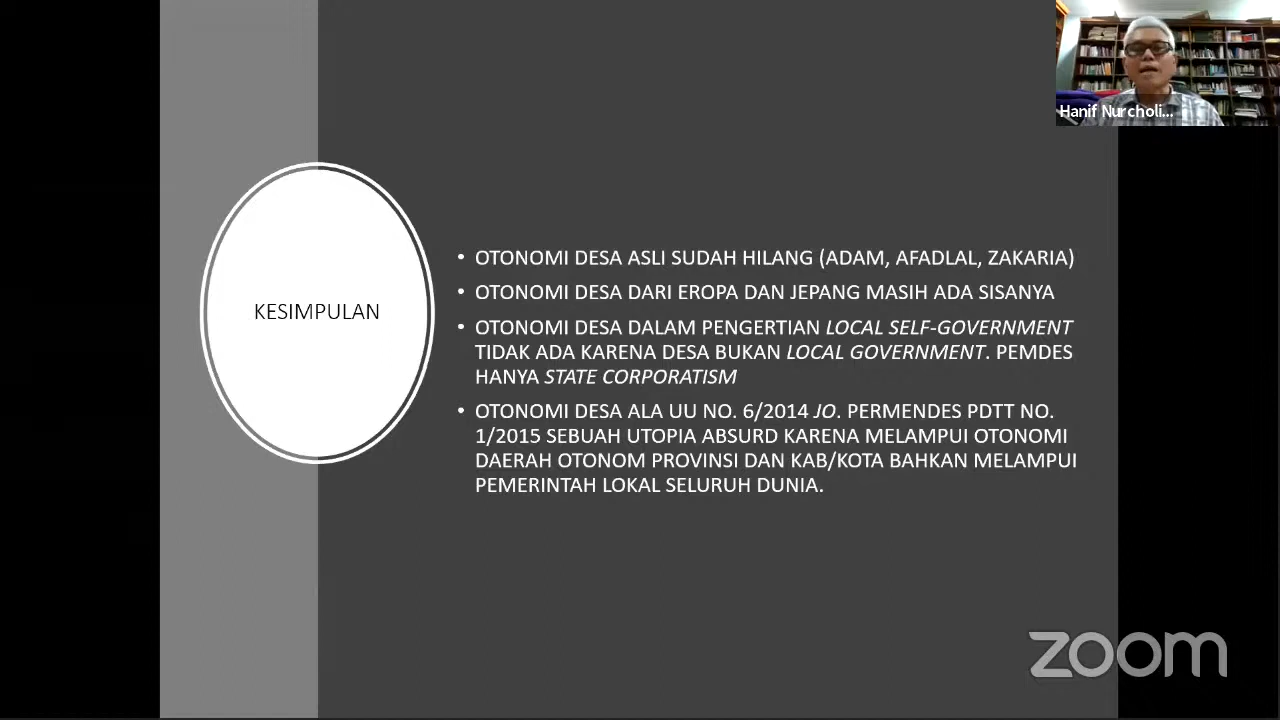 Hanif Nurcholi...
KESIMPULAN
• OTONOMI DESA ASLI SUDAH HILANG (ADAM, AFADLAL, ZAKARIA)
• OTONOMI DESA DARI EROPA DAN JEPANG MASIH ADA SISANYA
• OTONOMI DESA DALAM PENGERTIAN LOCAL SELF-GOVERNMENT
TIDAK ADA KARENA DESA BUKAN LOCAL GOVERNMENT. PEMDES
HANYA STATE CORPORATISM
• OTONOMI DESA ALA UU NO. 6/2014 JO. PERMENDES PDTT NO.
1/2015 SEBUAH UTOPIA ABSURD KARENA MELAMPUI OTONOMI
DAERAH OTONOM PROVINSI DAN KAB/KOTA BAHKAN MELAMPUI
PEMERINTAH LOKAL SELURUH DUNIA.
zoom